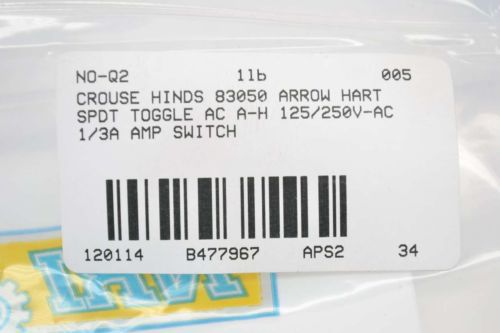 NO-Q2 1lb 005
CROUSE HINDS 83050 ARROW HART
SPDT TOGGLE AC A-H 125/250V-AC
1/3A AMP SWITCH
120114 B477967 APS2 34